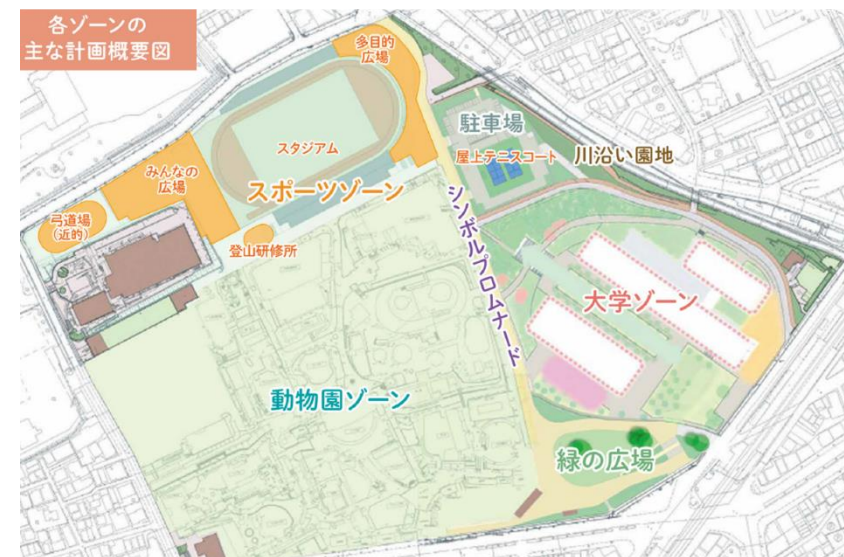 各ゾーンの
主な計画概要図
多目的
広場
駐車場
屋上テニスコート
川沿い園地
スタジアム
みんなの
広場
スポーツゾーン
弓道場
（近的）
登山研修所
シンボルプロムナード
大学ゾーン
動物園ゾーン
緑の広場